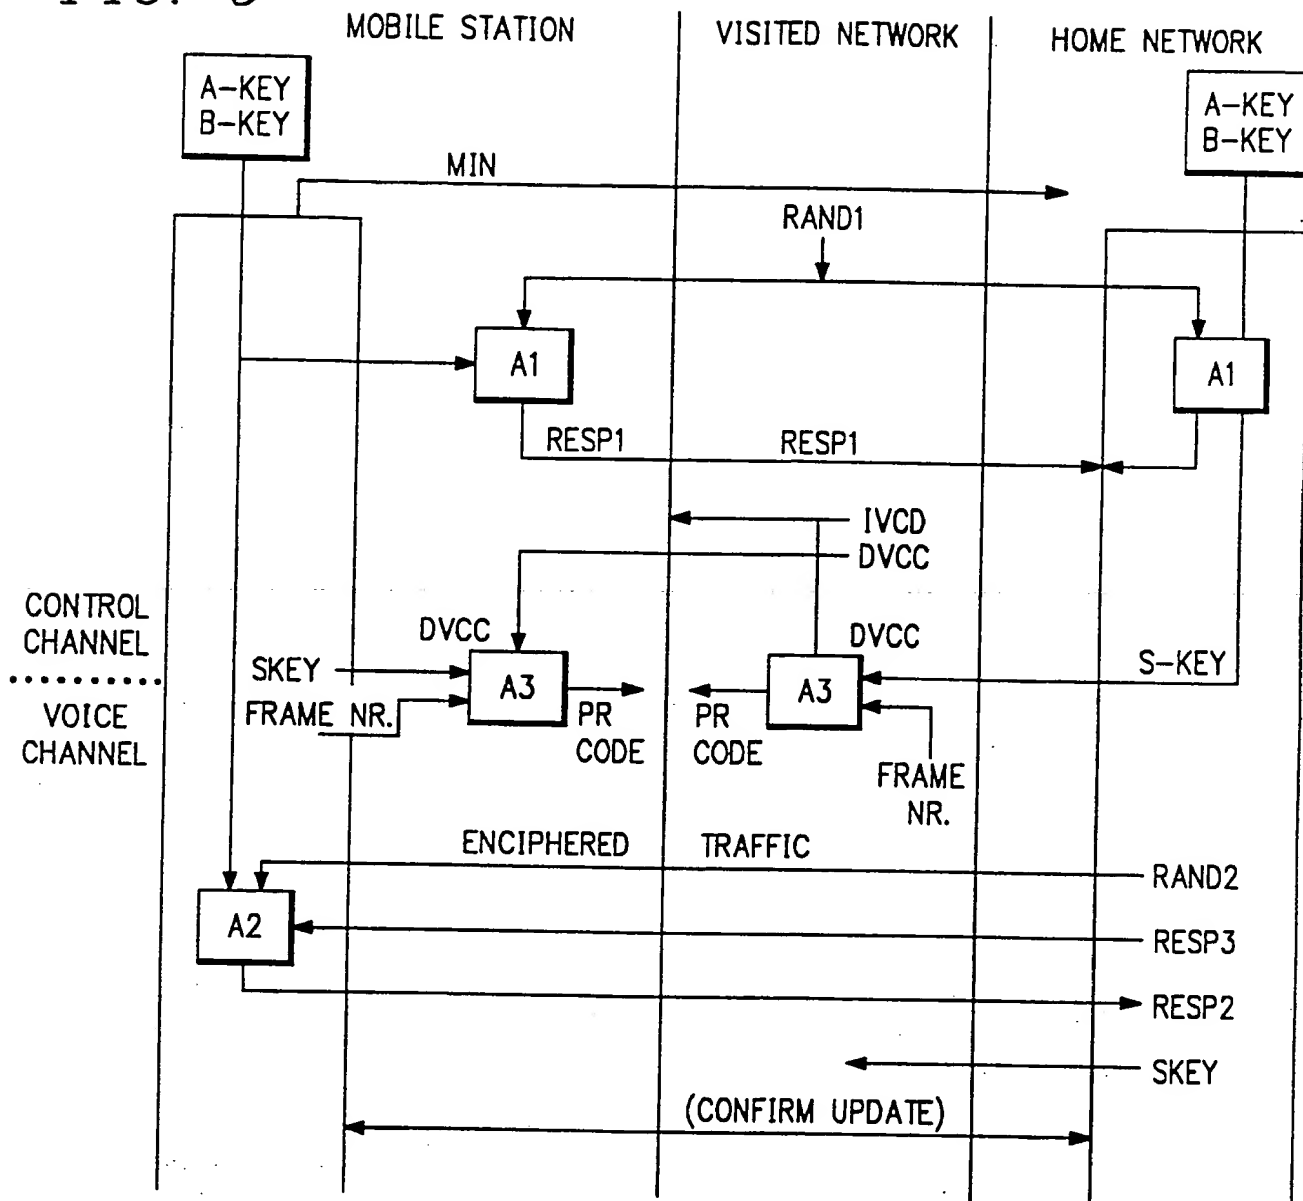 MOBILE STATION
VISITED NETWORK
HOME NETWORK
A-KEY
B-KEY
A-KEY
B-KEY
MIN
RAND1
A1
A1
RESP1
RESP1
IVCD
DVCC
CONTROL
CHANNEL
VOICE
CHANNEL
DVCC
SKEY
FRAME NR.
A3
PR
CODE
DVCC
A3
PR
CODE
S-KEY
FRAME
NR.
ENCIPHERED TRAFFIC
RAND2
A2
RESP3
RESP2
SKEY
(CONFIRM UPDATE)